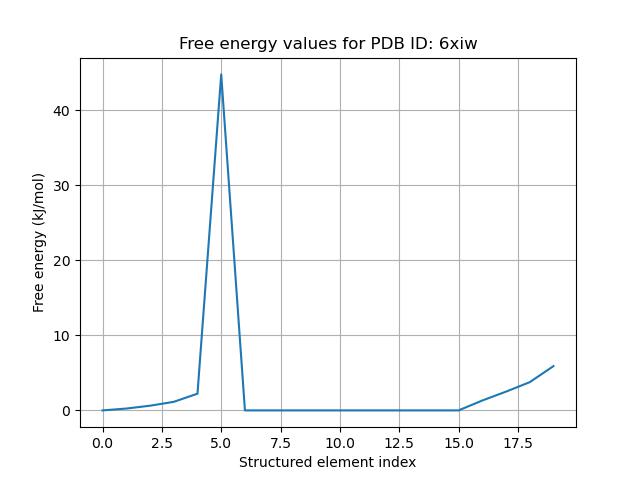 Free energy values for PDB ID: 6xiw
Free energy (kJ/mol)
40
30
20
10
0
0.0 2.5 5.0 7.5 10.0 12.5 15.0 17.5
Structured element index